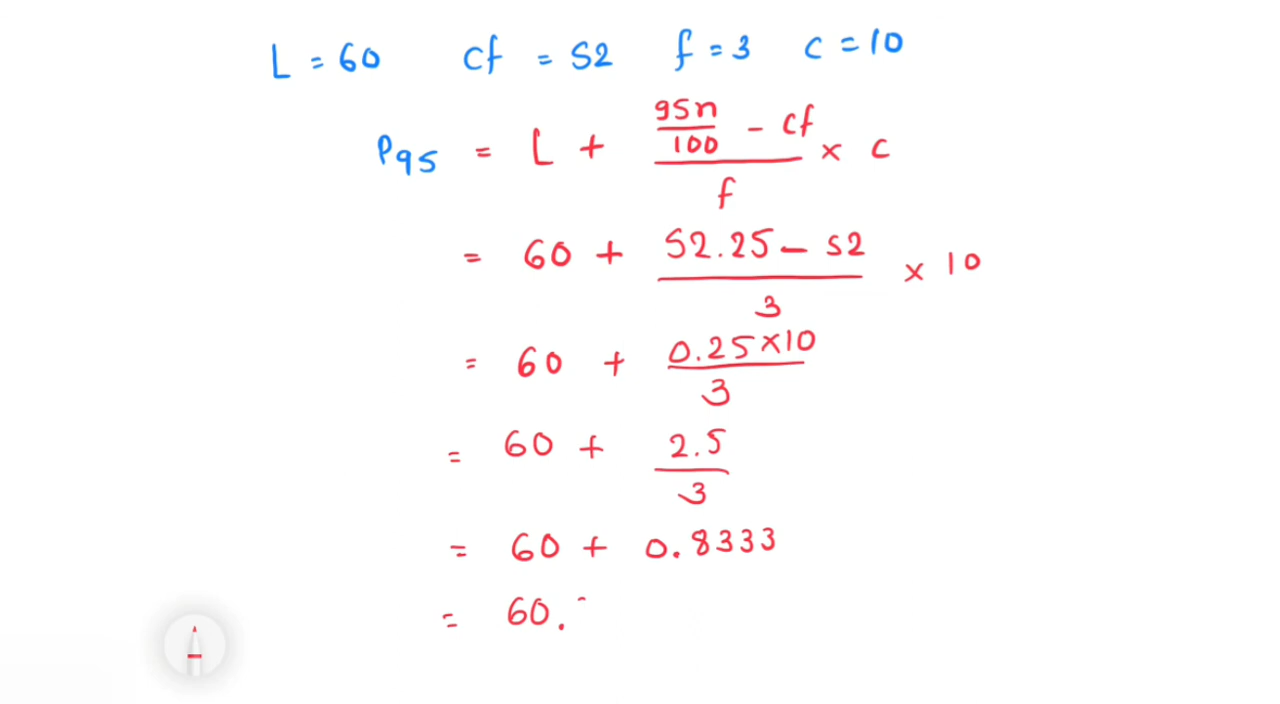 L = 60 cf = 52 f = 3 c = 10
P95 = L + (95n/100 - cf)/f × c
= 60 + (52.25 - 52)/3 × 10
= 60 + (0.25×10)/3
= 60 + 2.5/3
= 60 + 0.8333
= 60.